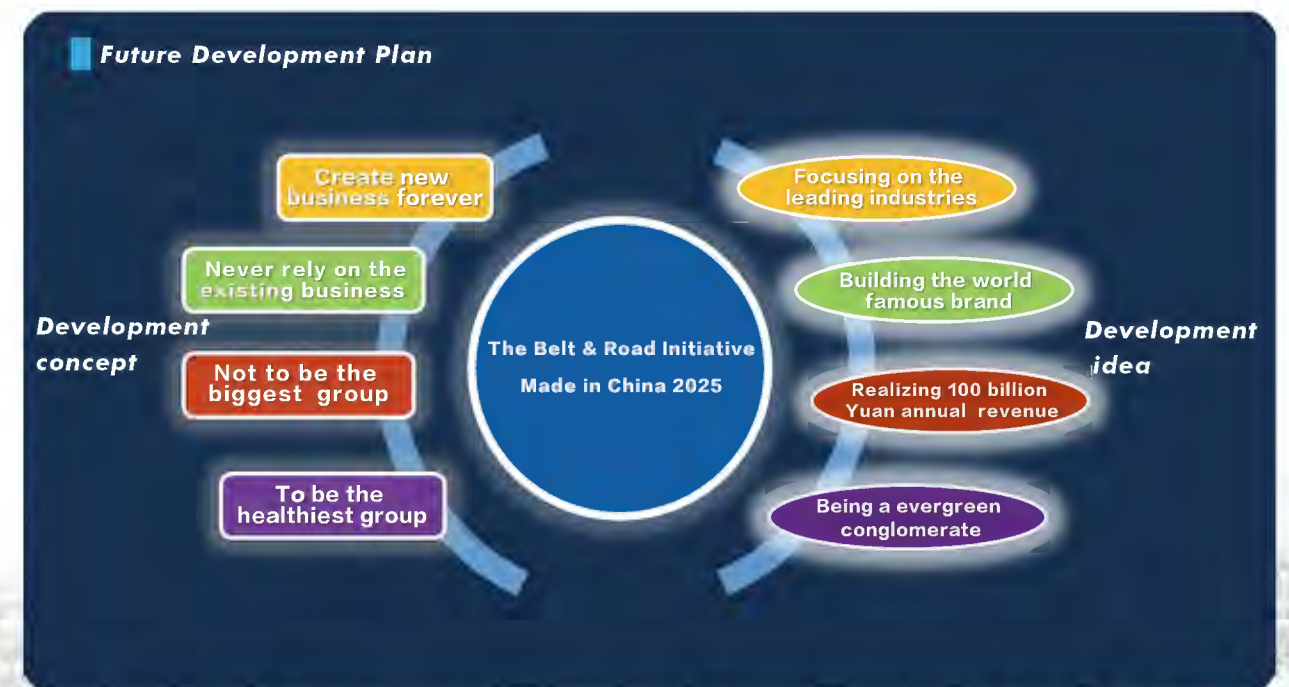 Future Development Plan
Create new
business forever
Never rely on the
existing business
Development
concept
Not to be the
biggest group
To be the
healthiest group
The Belt & Road Initiative
Made in China 2025
Focusing on the
leading industries
Building the world
famous brand
Development
idea
Realizing 100 billion
Yuan annual revenue
Being a evergreen
conglomerate